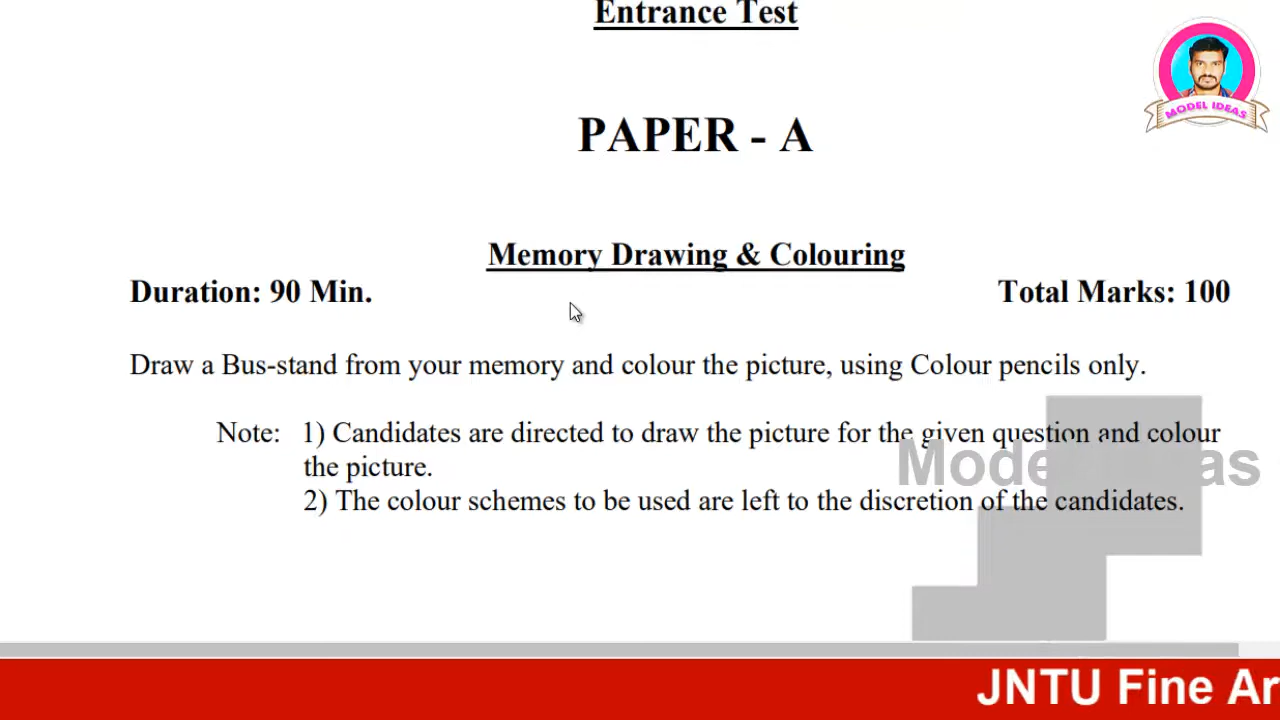 Entrance Test
MODEL IDEAS
PAPER - A
Memory Drawing & Colouring
Duration: 90 Min. Total Marks: 100
Draw a Bus-stand from your memory and colour the picture, using Colour pencils only.
Note: 1) Candidates are directed to draw the picture for the given question and colour
the picture.
2) The colour schemes to be used are left to the discretion of the candidates.
JNTU Fine Ar